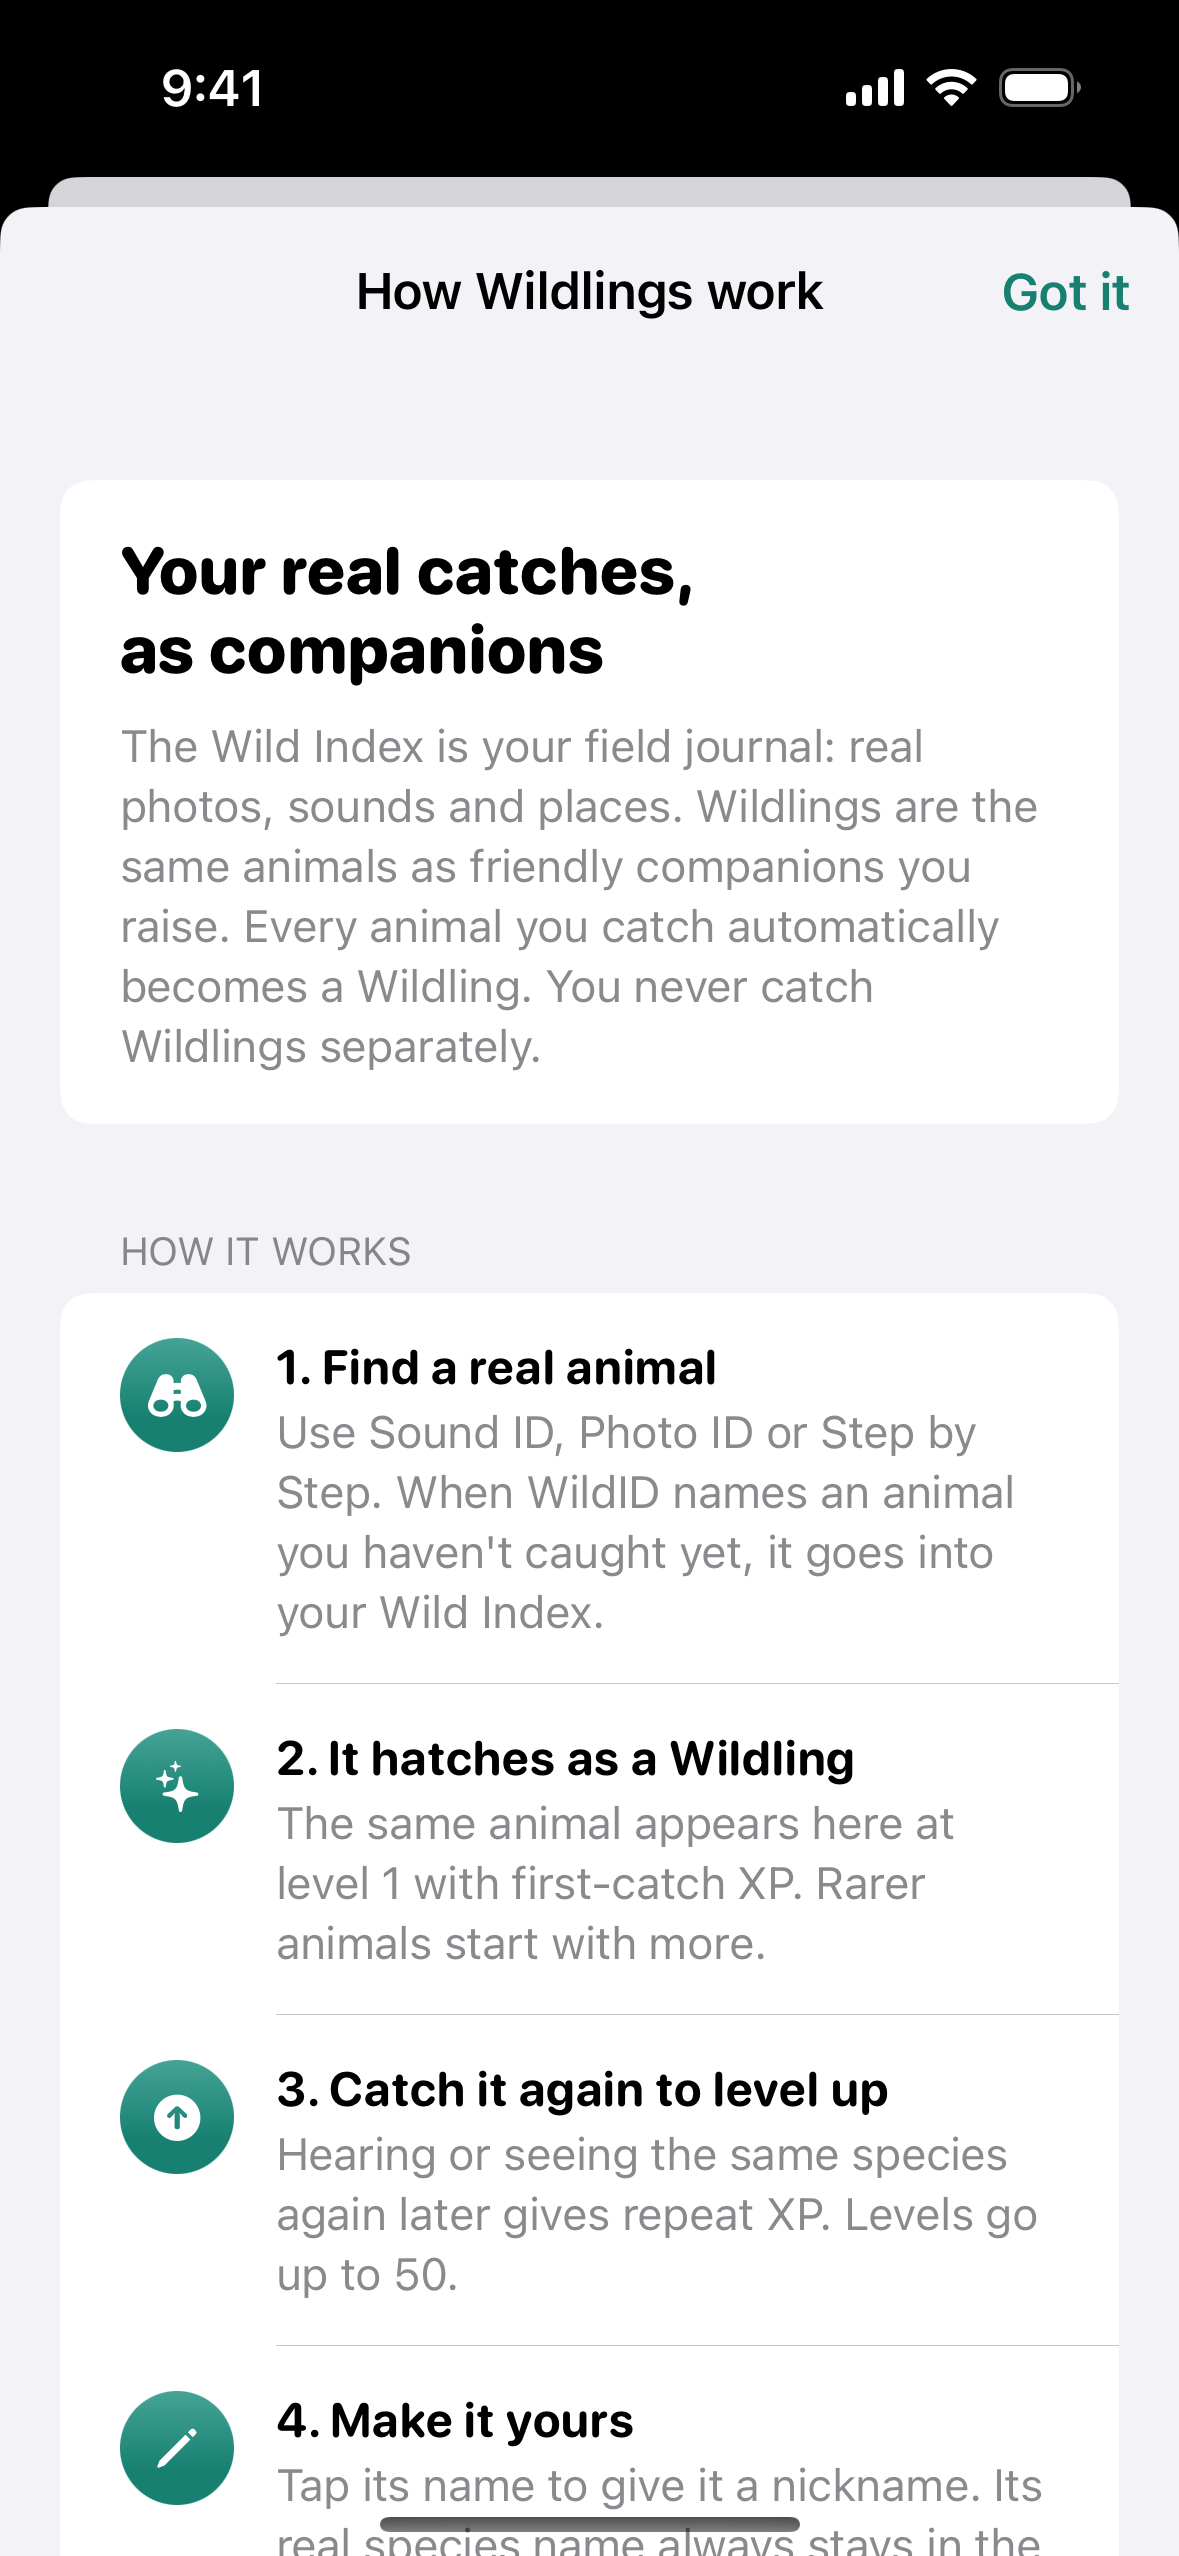 9:41
How Wildlings work
Got it
Your real catches,
as companions
The Wild Index is your field journal: real
photos, sounds and places. Wildlings are the
same animals as friendly companions you
raise. Every animal you catch automatically
becomes a Wildling. You never catch
Wildlings separately.
HOW IT WORKS
1. Find a real animal
Use Sound ID, Photo ID or Step by
Step. When WildID names an animal
you haven't caught yet, it goes into
your Wild Index.
2. It hatches as a Wildling
The same animal appears here at
level 1 with first-catch XP. Rarer
animals start with more.
3. Catch it again to level up
Hearing or seeing the same species
again later gives repeat XP. Levels go
up to 50.
4. Make it yours
Tap its name to give it a nickname. Its
real species name always stays in the